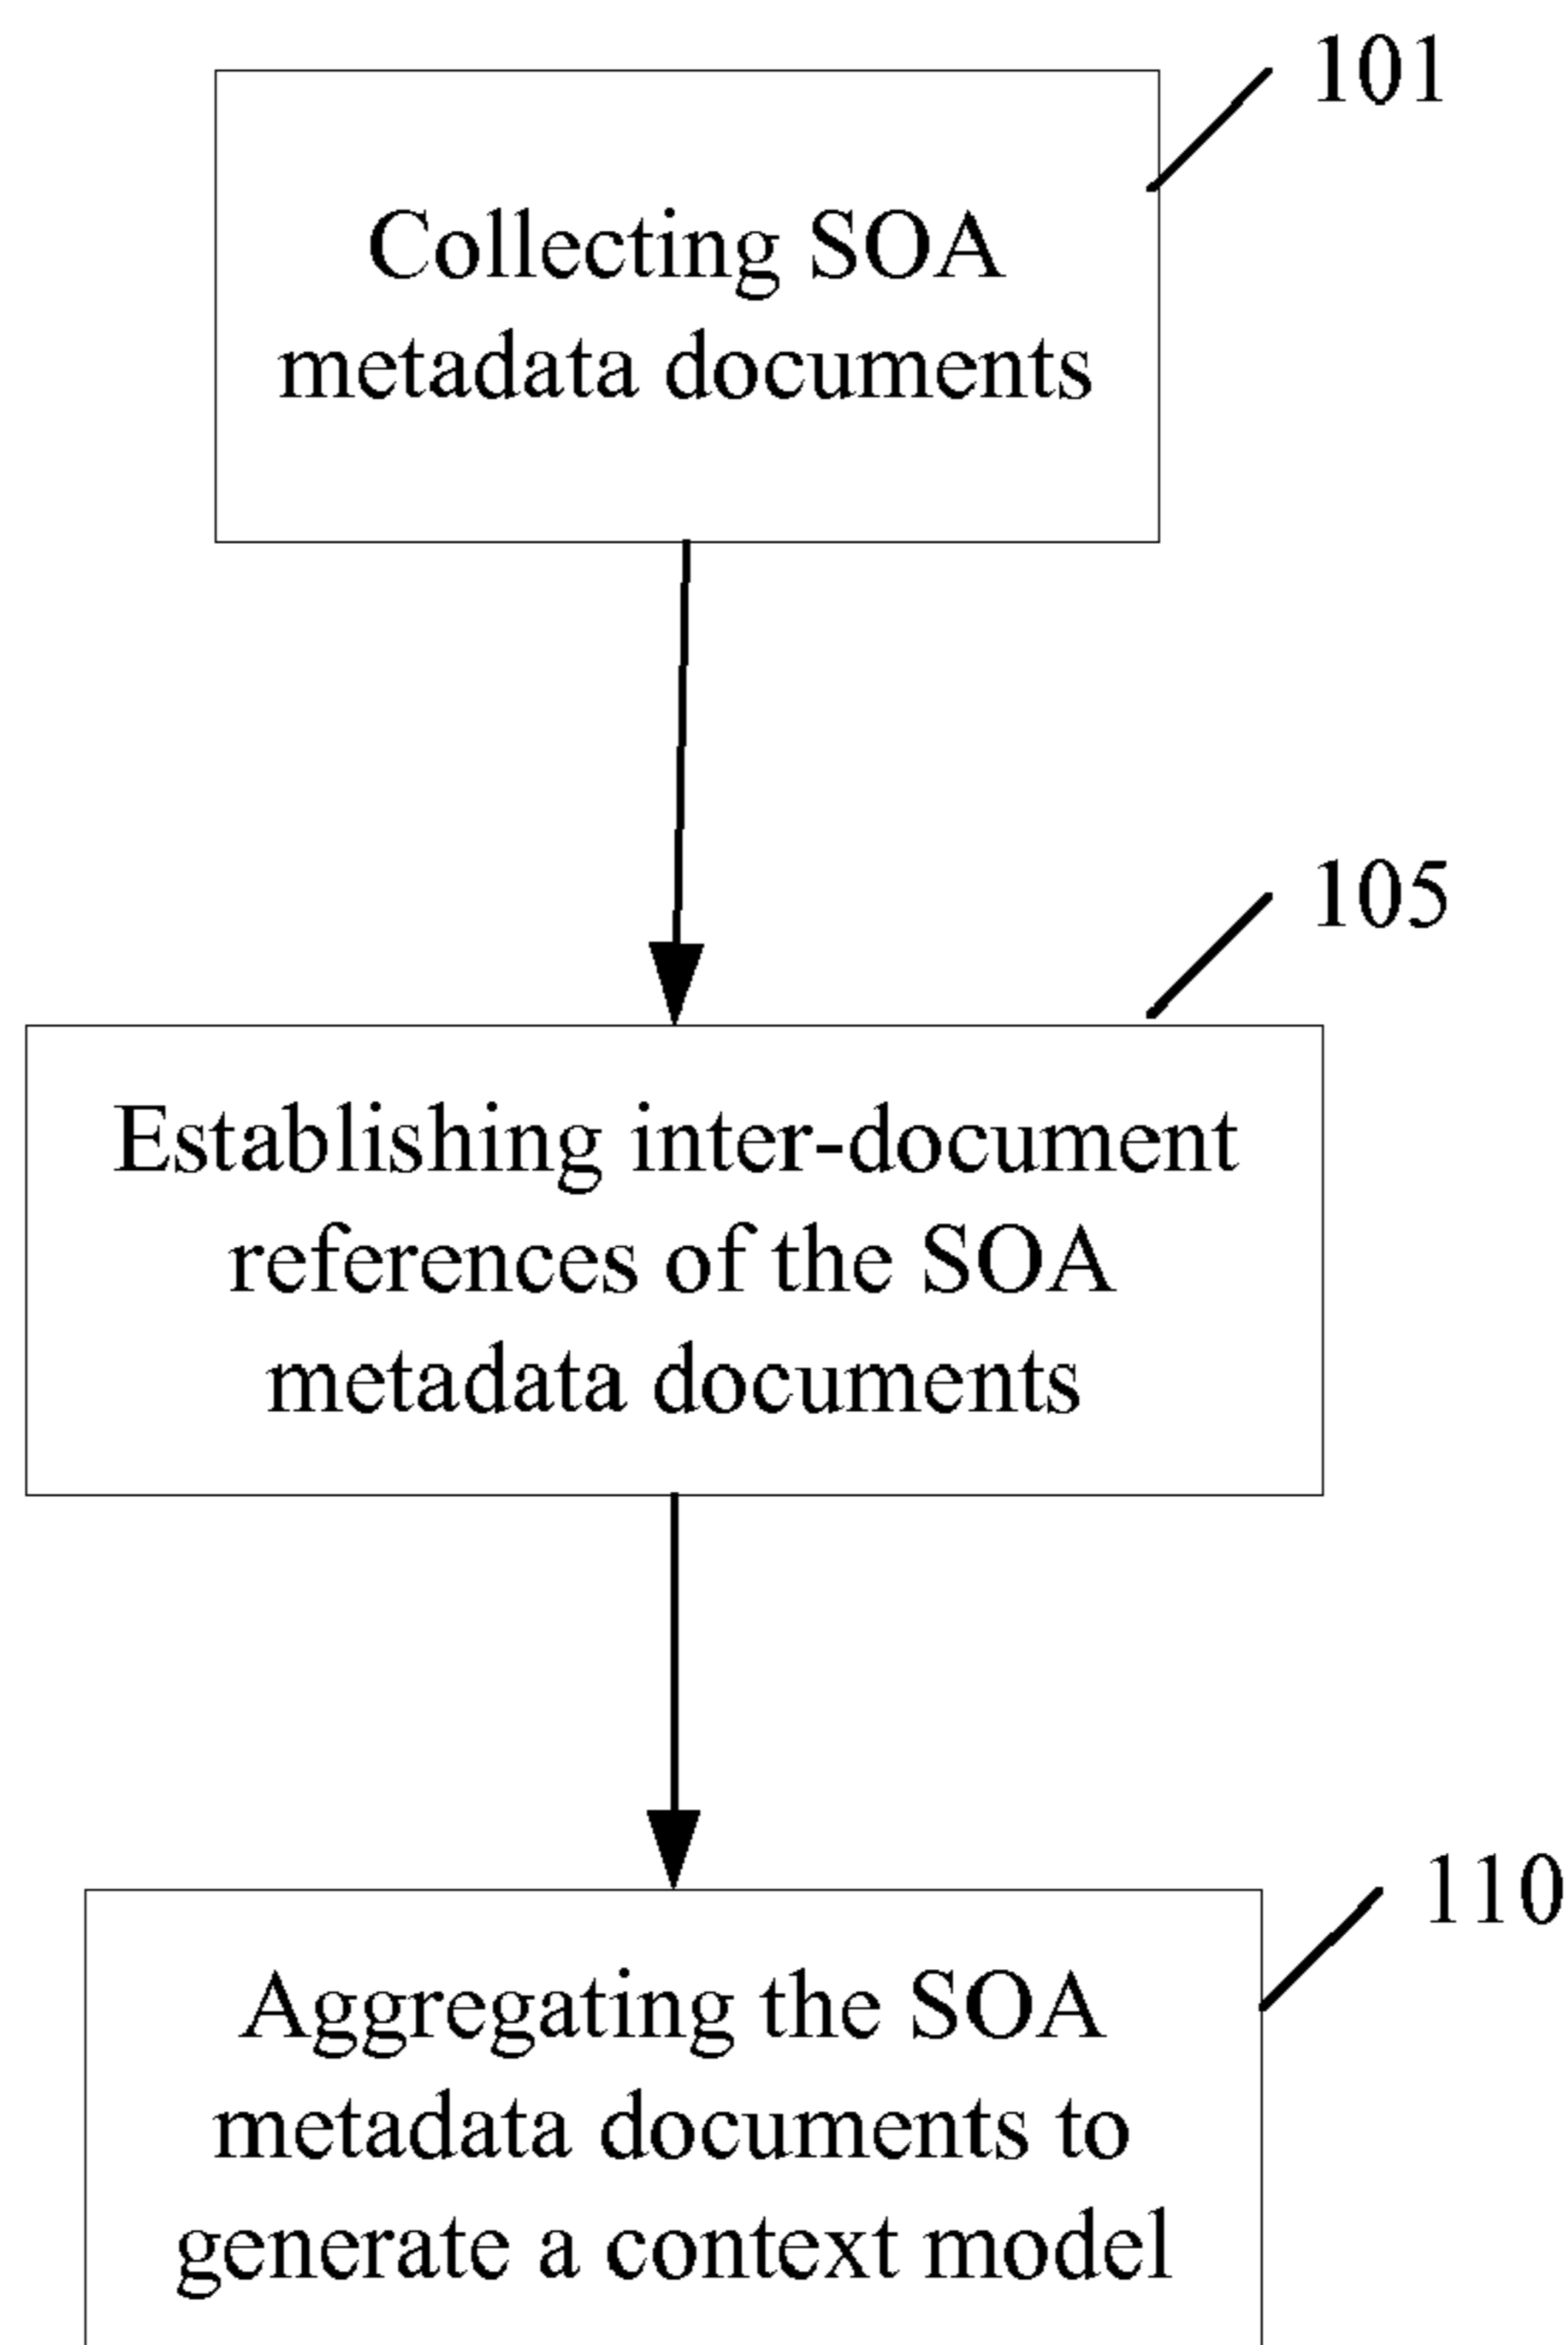 101
Collecting SOA
metadata documents
105
Establishing inter-document
references of the SOA
metadata documents
110
Aggregating the SOA
metadata documents to
generate a context model